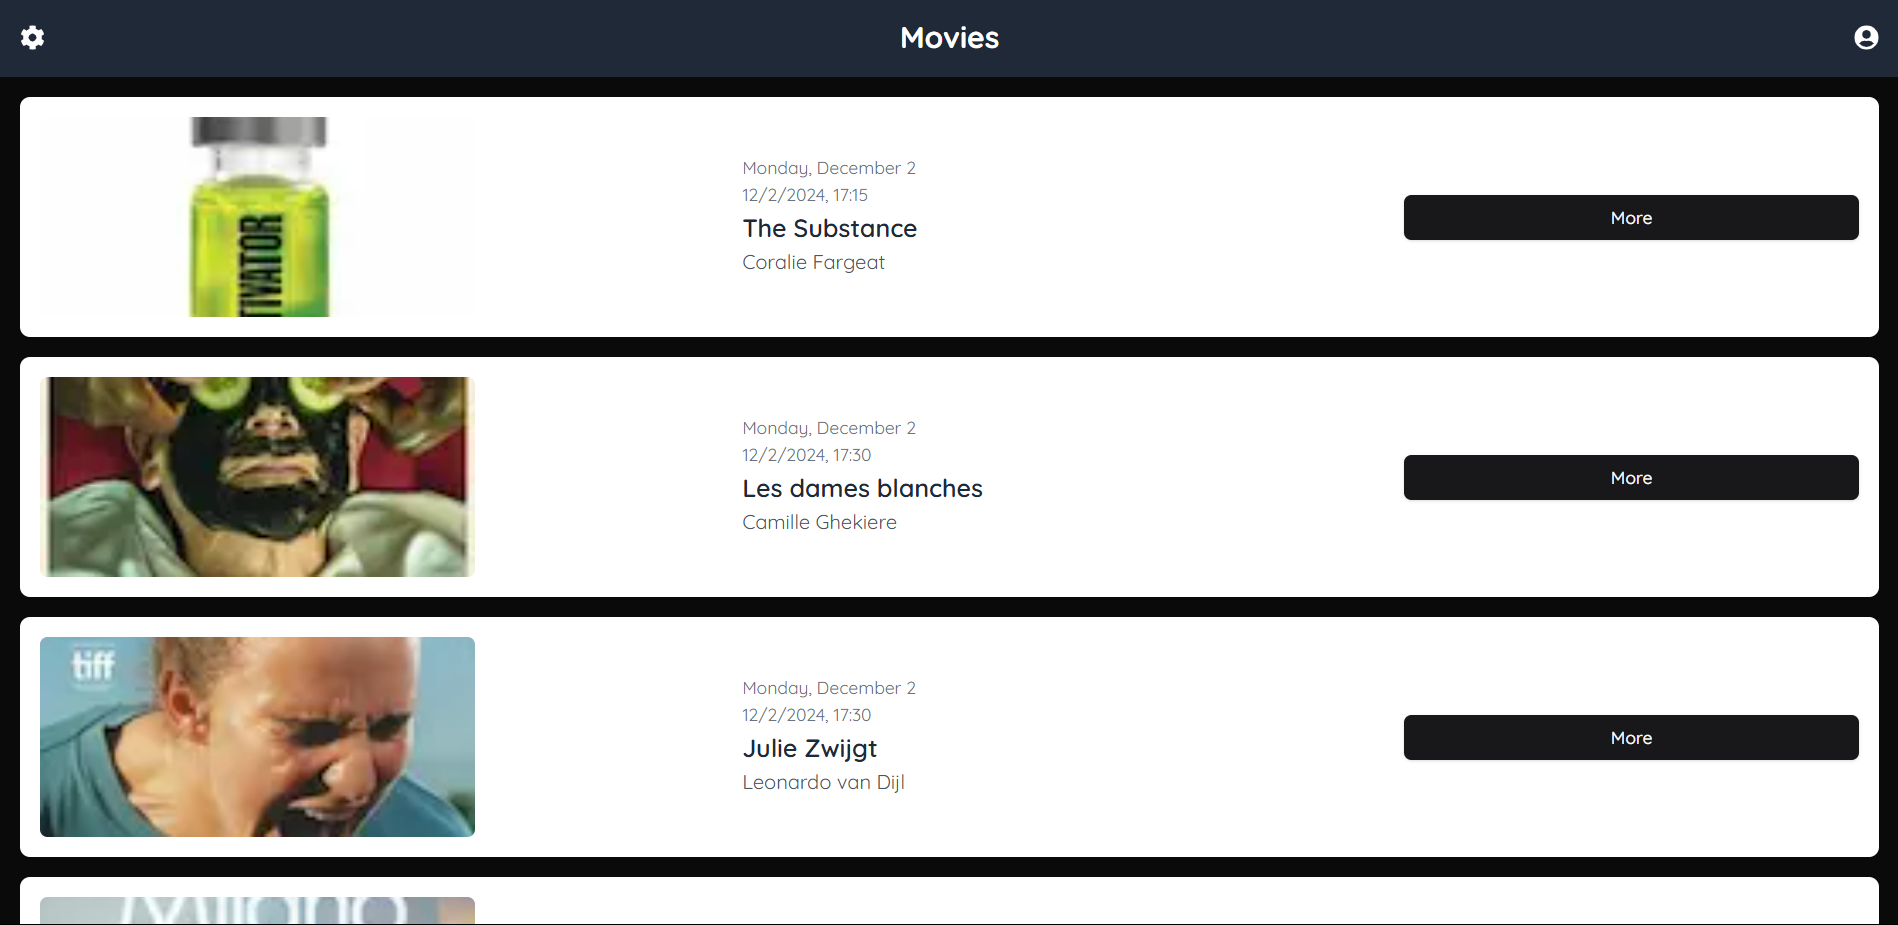 Movies
TIVATOR
Monday, December 2
12/2/2024, 17:15
The Substance
Coralie Fargeat
More
Monday, December 2
12/2/2024, 17:30
Les dames blanches
Camille Ghekiere
More
tiff
Monday, December 2
12/2/2024, 17:30
Julie Zwijgt
Leonardo van Dijl
More
Milano